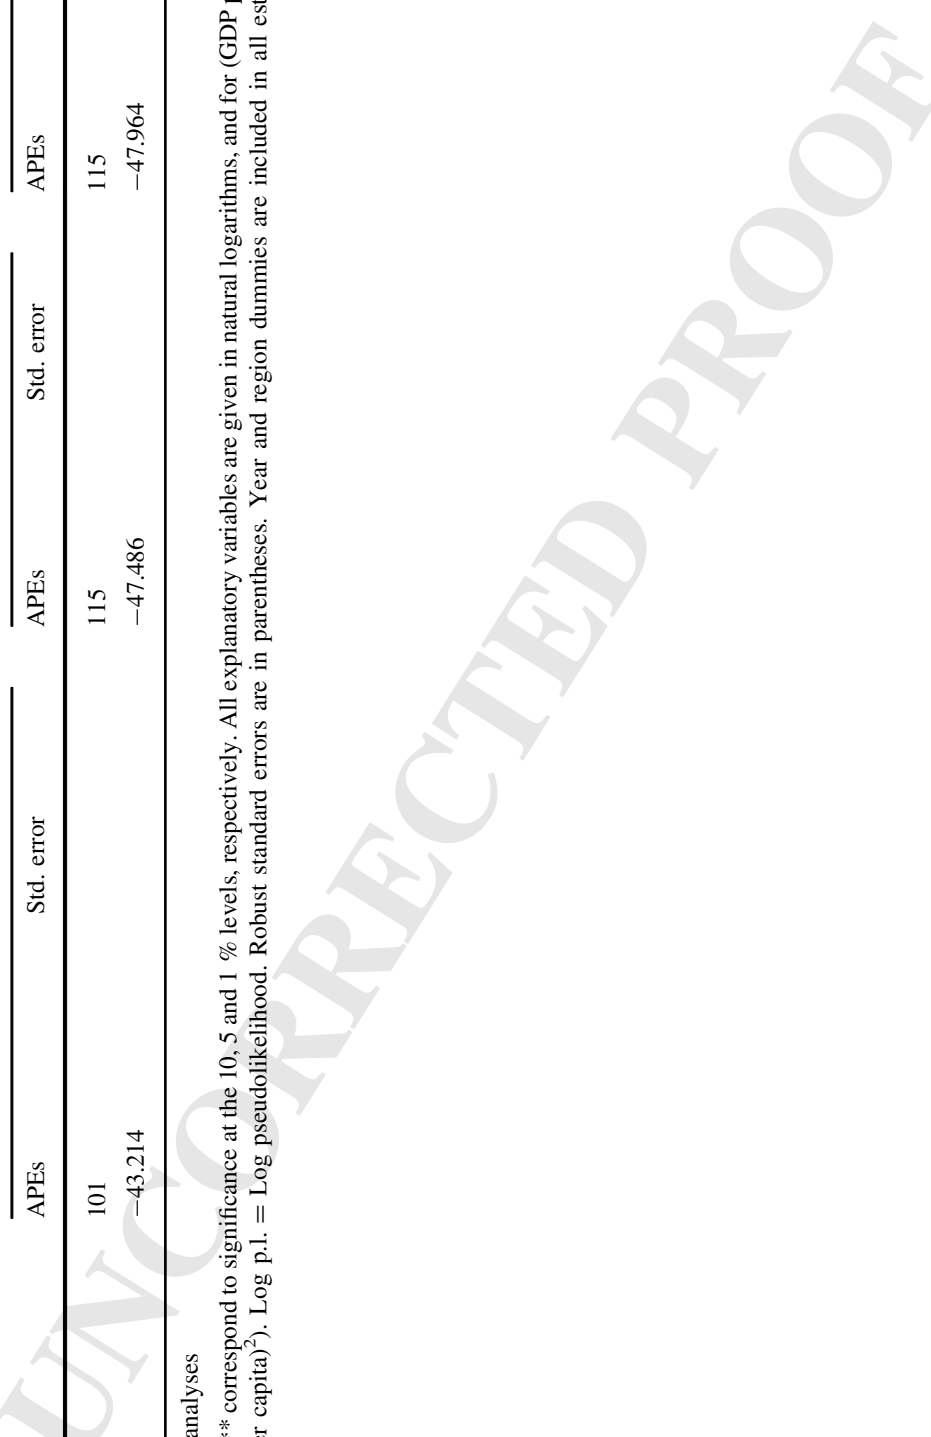 APEs Std. error APEs Std. error APEs
101 115 115
−43.214 −47.486 −47.964
analyses
** correspond to significance at the 10, 5 and 1 % levels, respectively. All explanatory variables are given in natural logarithms, and for (GDP
er capita)²). Log p.l. = Log pseudolikelihood. Robust standard errors are in parentheses. Year and region dummies are included in all est
UNCORRECTED PROOF